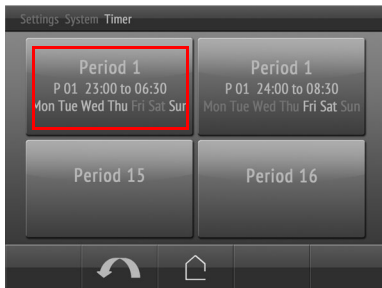 Settings System Timer
Period 1
P 01 23:00 to 06:30
Mon Tue Wed Thu Fri Sat Sun
Period 1
P 01 24:00 to 08:30
Mon Tue Wed Thu Fri Sat Sun
Period 15
Period 16